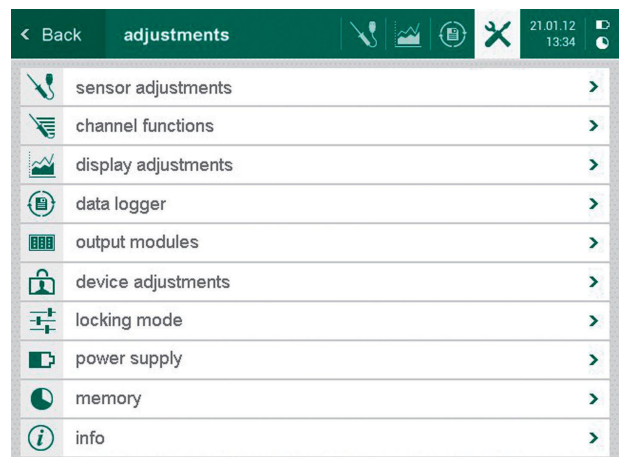 < Back adjustments 21.01.12
13:34
sensor adjustments >
channel functions >
display adjustments >
data logger >
888 output modules >
device adjustments >
locking mode >
power supply >
memory >
i info >